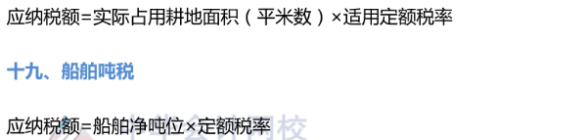 应纳税额=实际占用耕地面积（平米数）×适用定额税率
十九、船舶吨税
应纳税额=船舶净吨位×定额税率